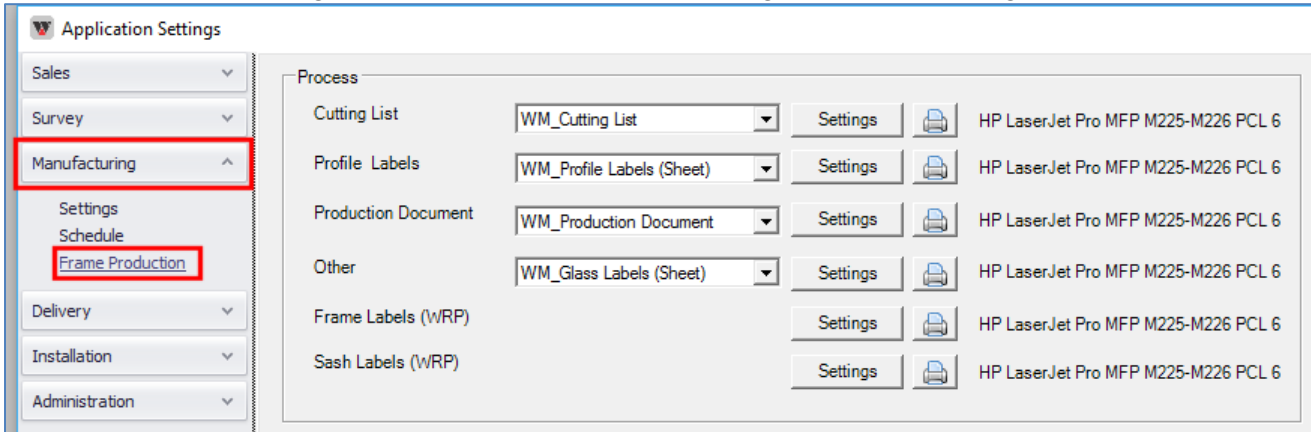 Application Settings
Sales
Survey
Manufacturing
Settings
Schedule
Frame Production
Delivery
Installation
Administration
Process
Cutting List WM_Cutting List Settings HP LaserJet Pro MFP M225-M226 PCL 6
Profile Labels WM_Profile Labels (Sheet) Settings HP LaserJet Pro MFP M225-M226 PCL 6
Production Document WM_Production Document Settings HP LaserJet Pro MFP M225-M226 PCL 6
Other WM_Glass Labels (Sheet) Settings HP LaserJet Pro MFP M225-M226 PCL 6
Frame Labels (WRP) Settings HP LaserJet Pro MFP M225-M226 PCL 6
Sash Labels (WRP) Settings HP LaserJet Pro MFP M225-M226 PCL 6